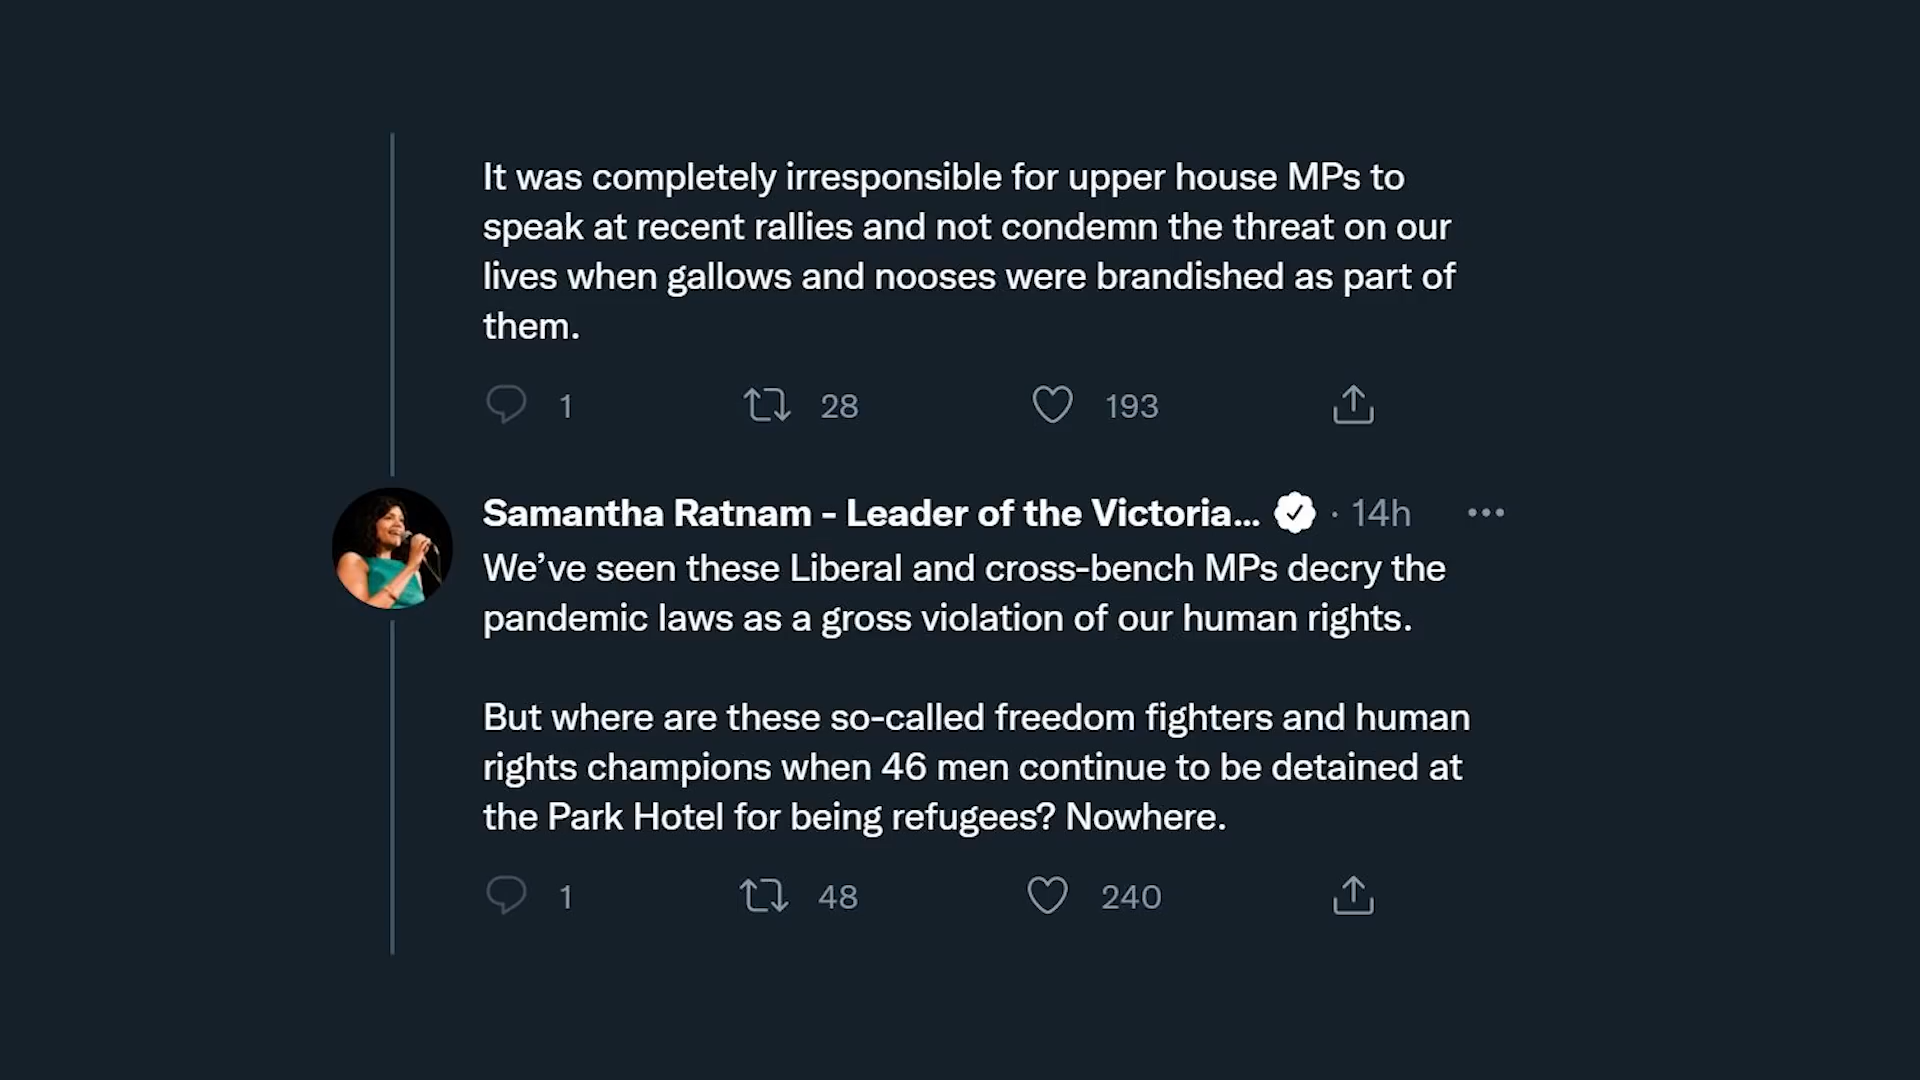 It was completely irresponsible for upper house MPs to
speak at recent rallies and not condemn the threat on our
lives when gallows and nooses were brandished as part of
them.
1 28 193
Samantha Ratnam - Leader of the Victoria... · 14h
We’ve seen these Liberal and cross-bench MPs decry the
pandemic laws as a gross violation of our human rights.
But where are these so-called freedom fighters and human
rights champions when 46 men continue to be detained at
the Park Hotel for being refugees? Nowhere.
1 48 240